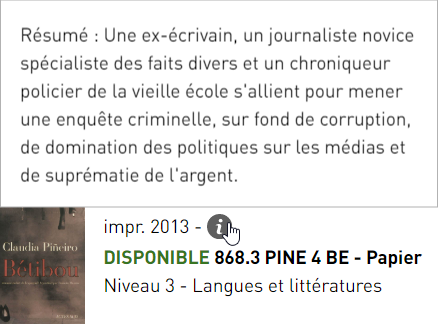 Résumé : Une ex-écrivain, un journaliste novice
spécialiste des faits divers et un chroniqueur
policier de la vieille école s'allient pour mener
une enquête criminelle, sur fond de corruption,
de domination des politiques sur les médias et
de suprématie de l'argent.
impr. 2013 - i
DISPONIBLE 868.3 PINE 4 BE - Papier
Niveau 3 - Langues et littératures
Claudia Piñeiro
Bétibou